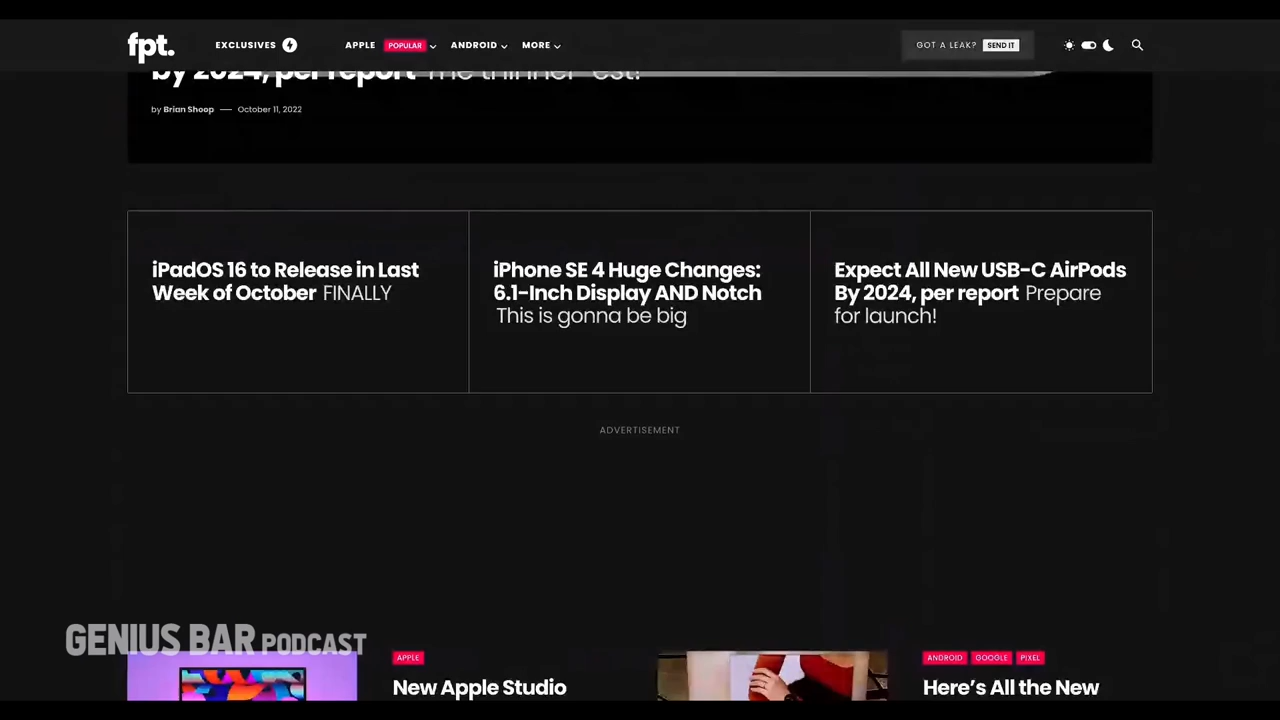 fpt.
EXCLUSIVES
APPLE POPULAR
ANDROID
MORE
GOT A LEAK? SEND IT
by 2024, per report
by Brian Shoop — October 11, 2022
iPadOS 16 to Release in Last
Week of October FINALLY
iPhone SE 4 Huge Changes:
6.1-Inch Display AND Notch
This is gonna be big
Expect All New USB-C AirPods
By 2024, per report Prepare
for launch!
ADVERTISEMENT
GENIUS BAR PODCAST
APPLE
New Apple Studio
ANDROID GOOGLE PIXEL
Here's All the New